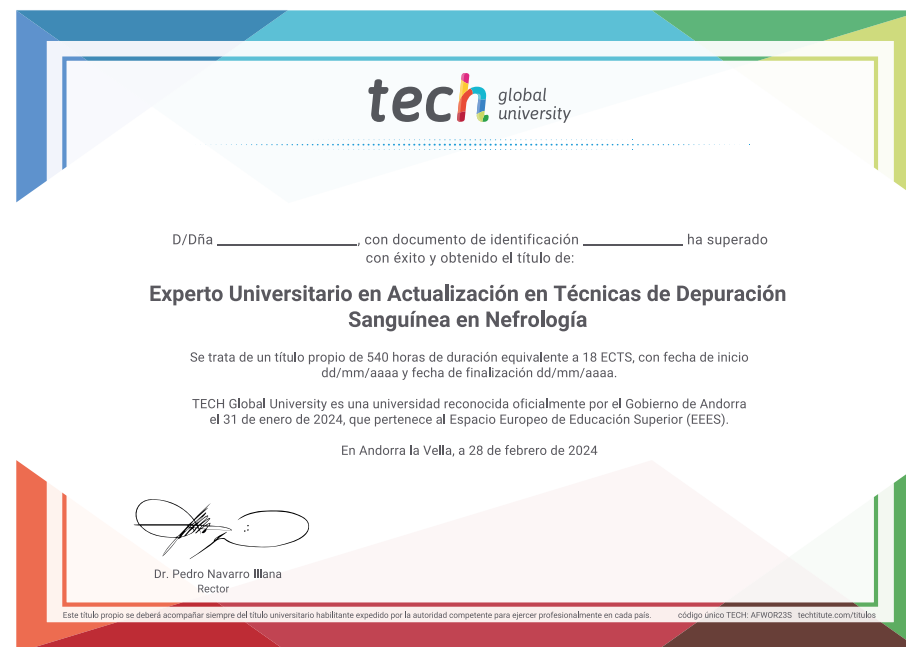 tech global university
D/Dña ______________, con documento de identificación __________ ha superado
con éxito y obtenido el título de:
Experto Universitario en Actualización en Técnicas de Depuración
Sanguínea en Nefrología
Se trata de un título propio de 540 horas de duración equivalente a 18 ECTS, con fecha de inicio
dd/mm/aaaa y fecha de finalización dd/mm/aaaa.
TECH Global University es una universidad reconocida oficialmente por el Gobierno de Andorra
el 31 de enero de 2024, que pertenece al Espacio Europeo de Educación Superior (EEES).
En Andorra la Vella, a 28 de febrero de 2024
Dr. Pedro Navarro Illana
Rector
Este título propio se deberá acompañar siempre del título universitario habilitante expedido por la autoridad competente para ejercer profesionalmente en cada país. código único TECH: AFWOR23S techtitute.com/titulos